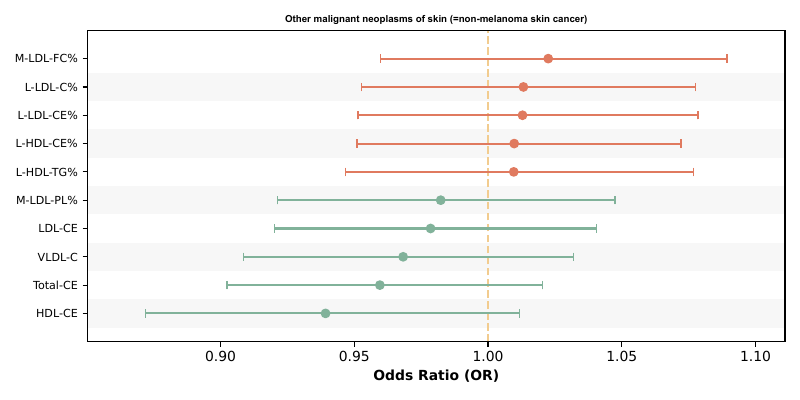 Other malignant neoplasms of skin (=non-melanoma skin cancer)
M-LDL-FC%
L-LDL-C%
L-LDL-CE%
L-HDL-CE%
L-HDL-TG%
M-LDL-PL%
LDL-CE
VLDL-C
Total-CE
HDL-CE
0.90 0.95 1.00 1.05 1.10
Odds Ratio (OR)